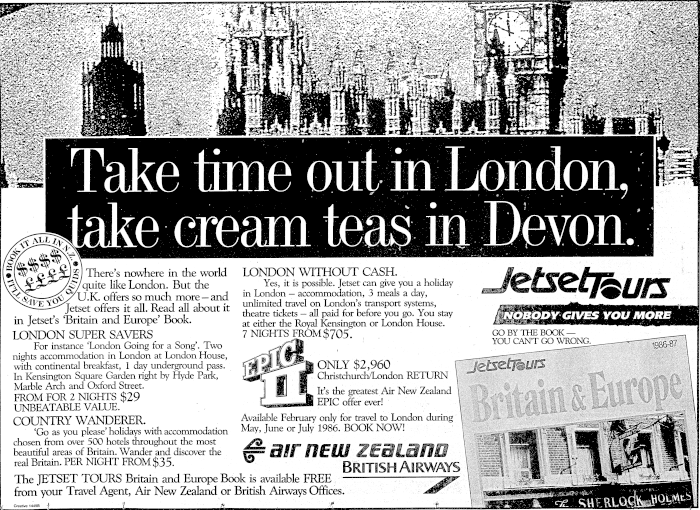 Take time out in London,
take cream teas in Devon.
BOOK IT ALL IN N.Z.
$$$$
££££
IT'LL SAVE YOU QUIDS
There's nowhere in the world
quite like London. But the
U.K. offers so much more – and
Jetset offers it all. Read all about it
in Jetset's 'Britain and Europe' Book.
LONDON SUPER SAVERS
For instance 'London Going for a Song'. Two
nights accommodation in London at London House,
with continental breakfast, 1 day underground pass.
In Kensington Square Garden right by Hyde Park,
Marble Arch and Oxford Street.
FROM FOR 2 NIGHTS $29
UNBEATABLE VALUE.
COUNTRY WANDERER.
'Go as you please' holidays with accommodation
chosen from over 500 hotels throughout the most
beautiful areas of Britain. Wander and discover the
real Britain. PER NIGHT FROM $35.
The JETSET TOURS Britain and Europe Book is available FREE
from your Travel Agent, Air New Zealand or British Airways Offices.
LONDON WITHOUT CASH.
Yes, it is possible. Jetset can give you a holiday
in London – accommodation, 3 meals a day,
unlimited travel on London's transport systems,
theatre tickets – all paid for before you go. You stay
at either the Royal Kensington or London House.
7 NIGHTS FROM $705.
EPIC II
ONLY $2,960
Christchurch/London RETURN
It's the greatest Air New Zealand
EPIC offer ever!
Available February only for travel to London during
May, June or July 1986. BOOK NOW!
air new zealand
BRITISH AIRWAYS
JetsetTours
NOBODY GIVES YOU MORE
GO BY THE BOOK —
YOU CAN'T GO WRONG.
1986-87
JetsetTours
Britain & Europe
SHERLOCK HOLMES